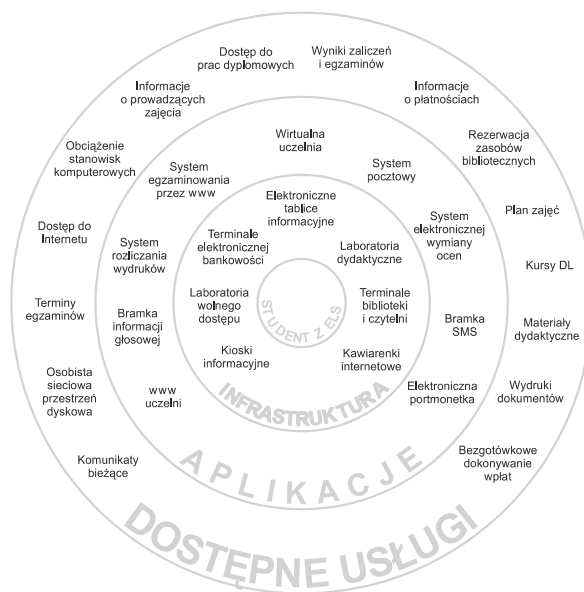 Dostęp do
prac dyplomowych
Wyniki zaliczeń
i egzaminów
Informacje
o prowadzących
zajęcia
Informacje
o płatnościach
Obciążenie
stanowisk
komputerowych
Rezerwacja
zasobów
bibliotecznych
Dostęp do
Internetu
Plan zajęć
Kursy DL
Terminy
egzaminów
Materiały
dydaktyczne
Osobista
sieciowa
przestrzeń
dyskowa
Wydruki
dokumentów
Komunikaty
bieżące
Bezgotówkowe
dokonywanie
wpłat
Wirtualna
uczelnia
System
egzaminowania
przez www
System
pocztowy
System
rozliczania
wydruków
System
elektronicznej
wymiany
ocen
Bramka
informacji
głosowej
Bramka
SMS
www
uczelni
Elektroniczna
portmonetka
Elektroniczne
tablice
informacyjne
Terminale
elektronicznej
bankowości
Laboratoria
dydaktyczne
Laboratoria
wolnego
dostępu
Terminale
biblioteki
i czytelni
Kioski
informacyjne
Kawiarenki
internetowe
STUDENT Z ELS
INFRASTRUKTURA
APLIKACJE
DOSTĘPNE USŁUGI